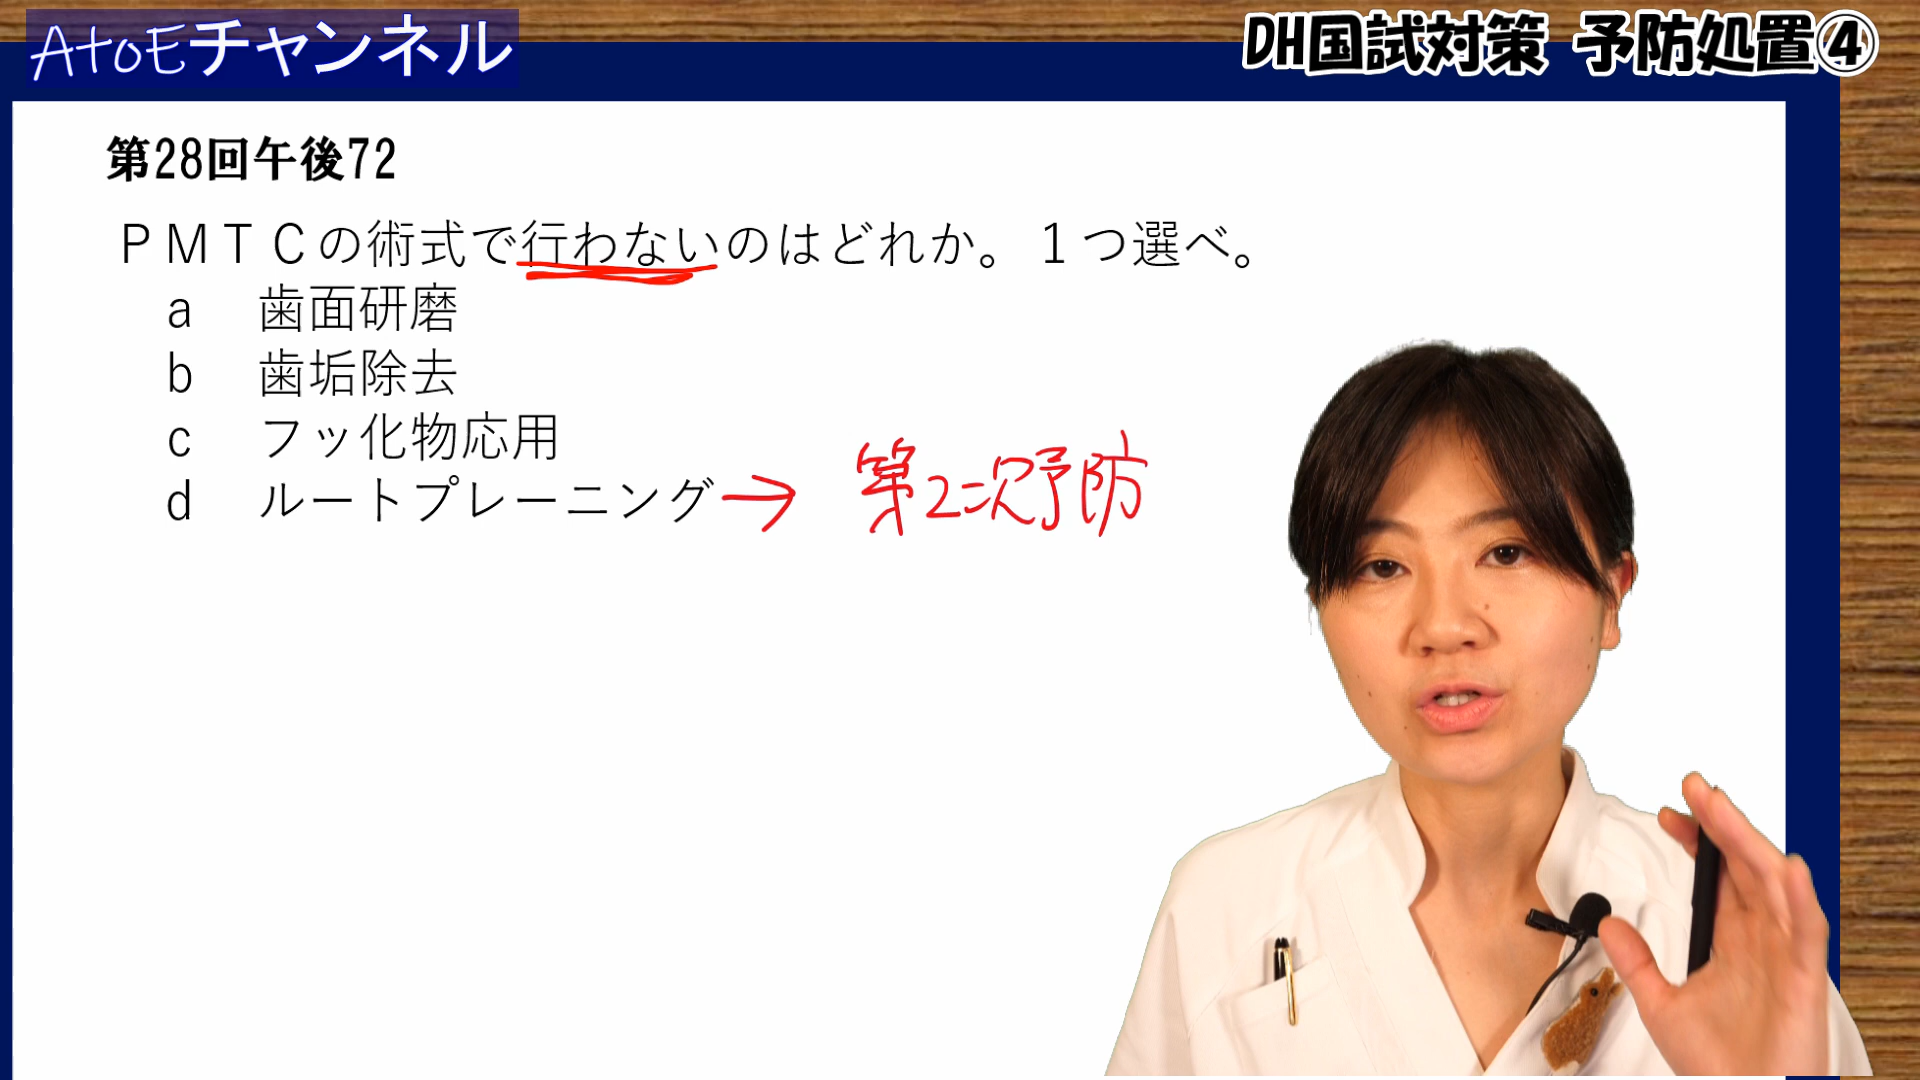 AtoEチャンネル
DH国試対策 予防処置④
第28回午後72
ＰＭＴＣの術式で行わないのはどれか。１つ選べ。
a 歯面研磨
b 歯垢除去
c フッ化物応用
d ルートプレーニング→ 第2次予防